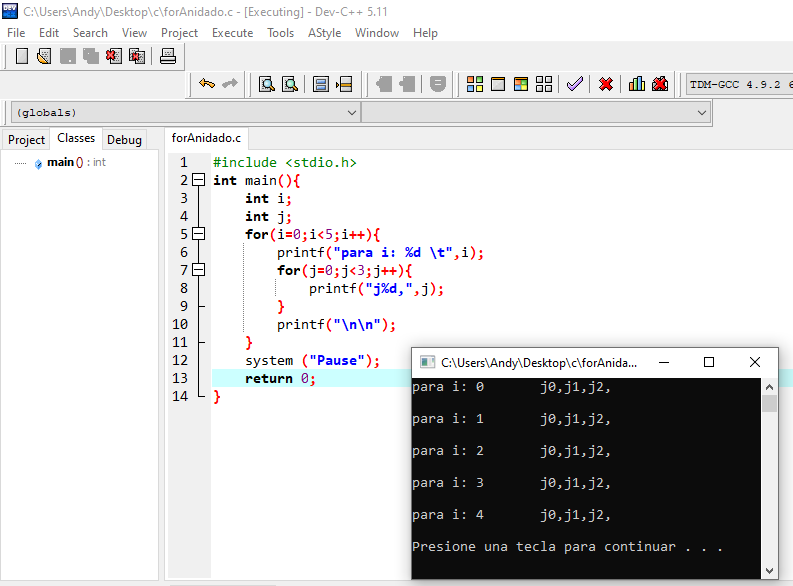 C:\Users\Andy\Desktop\c\forAnidado.c - [Executing] - Dev-C++ 5.11
File Edit Search View Project Execute Tools AStyle Window Help
TDM-GCC 4.9.2 6
(globals)
Project Classes Debug
main () : int
forAnidado.c
1 #include <stdio.h>
2 int main(){
3 int i;
4 int j;
5 for(i=0;i<5;i++){
6 printf("para i: %d \t",i);
7 for(j=0;j<3;j++){
8 printf("j%d,",j);
9 }
10 printf("\n\n");
11 }
12 system ("Pause");
13 return 0;
14 }
C:\Users\Andy\Desktop\c\forAnida...
para i: 0 j0,j1,j2,
para i: 1 j0,j1,j2,
para i: 2 j0,j1,j2,
para i: 3 j0,j1,j2,
para i: 4 j0,j1,j2,
Presione una tecla para continuar . . .